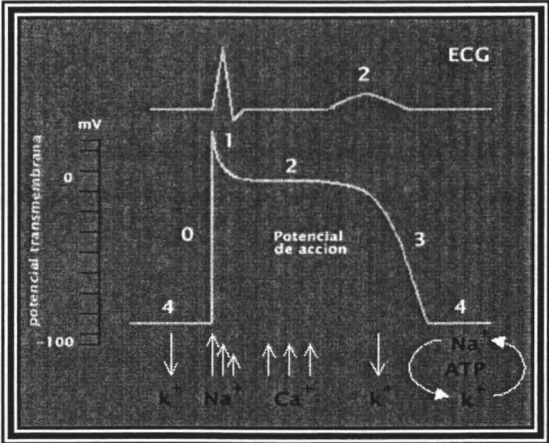 ECG
2
mV
1
0
2
potencial transmembrana
0
Potencial
de accion
3
4
4
-100
Na⁺
ATP
k⁺ Na⁺ Ca⁺ k⁺ k⁺